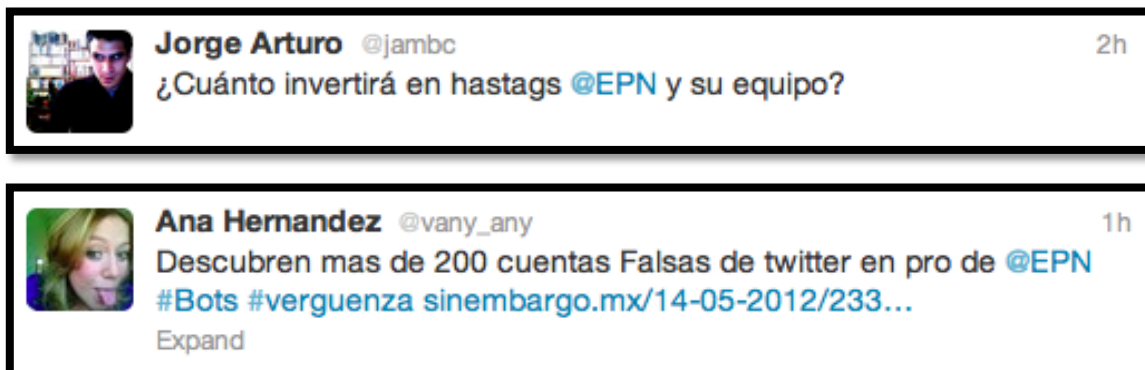 Jorge Arturo @jambc 2h
¿Cuánto invertirá en hastags @EPN y su equipo?
Ana Hernandez @vany_any 1h
Descubren mas de 200 cuentas Falsas de twitter en pro de @EPN
#Bots #verguenza sinembargo.mx/14-05-2012/233...
Expand